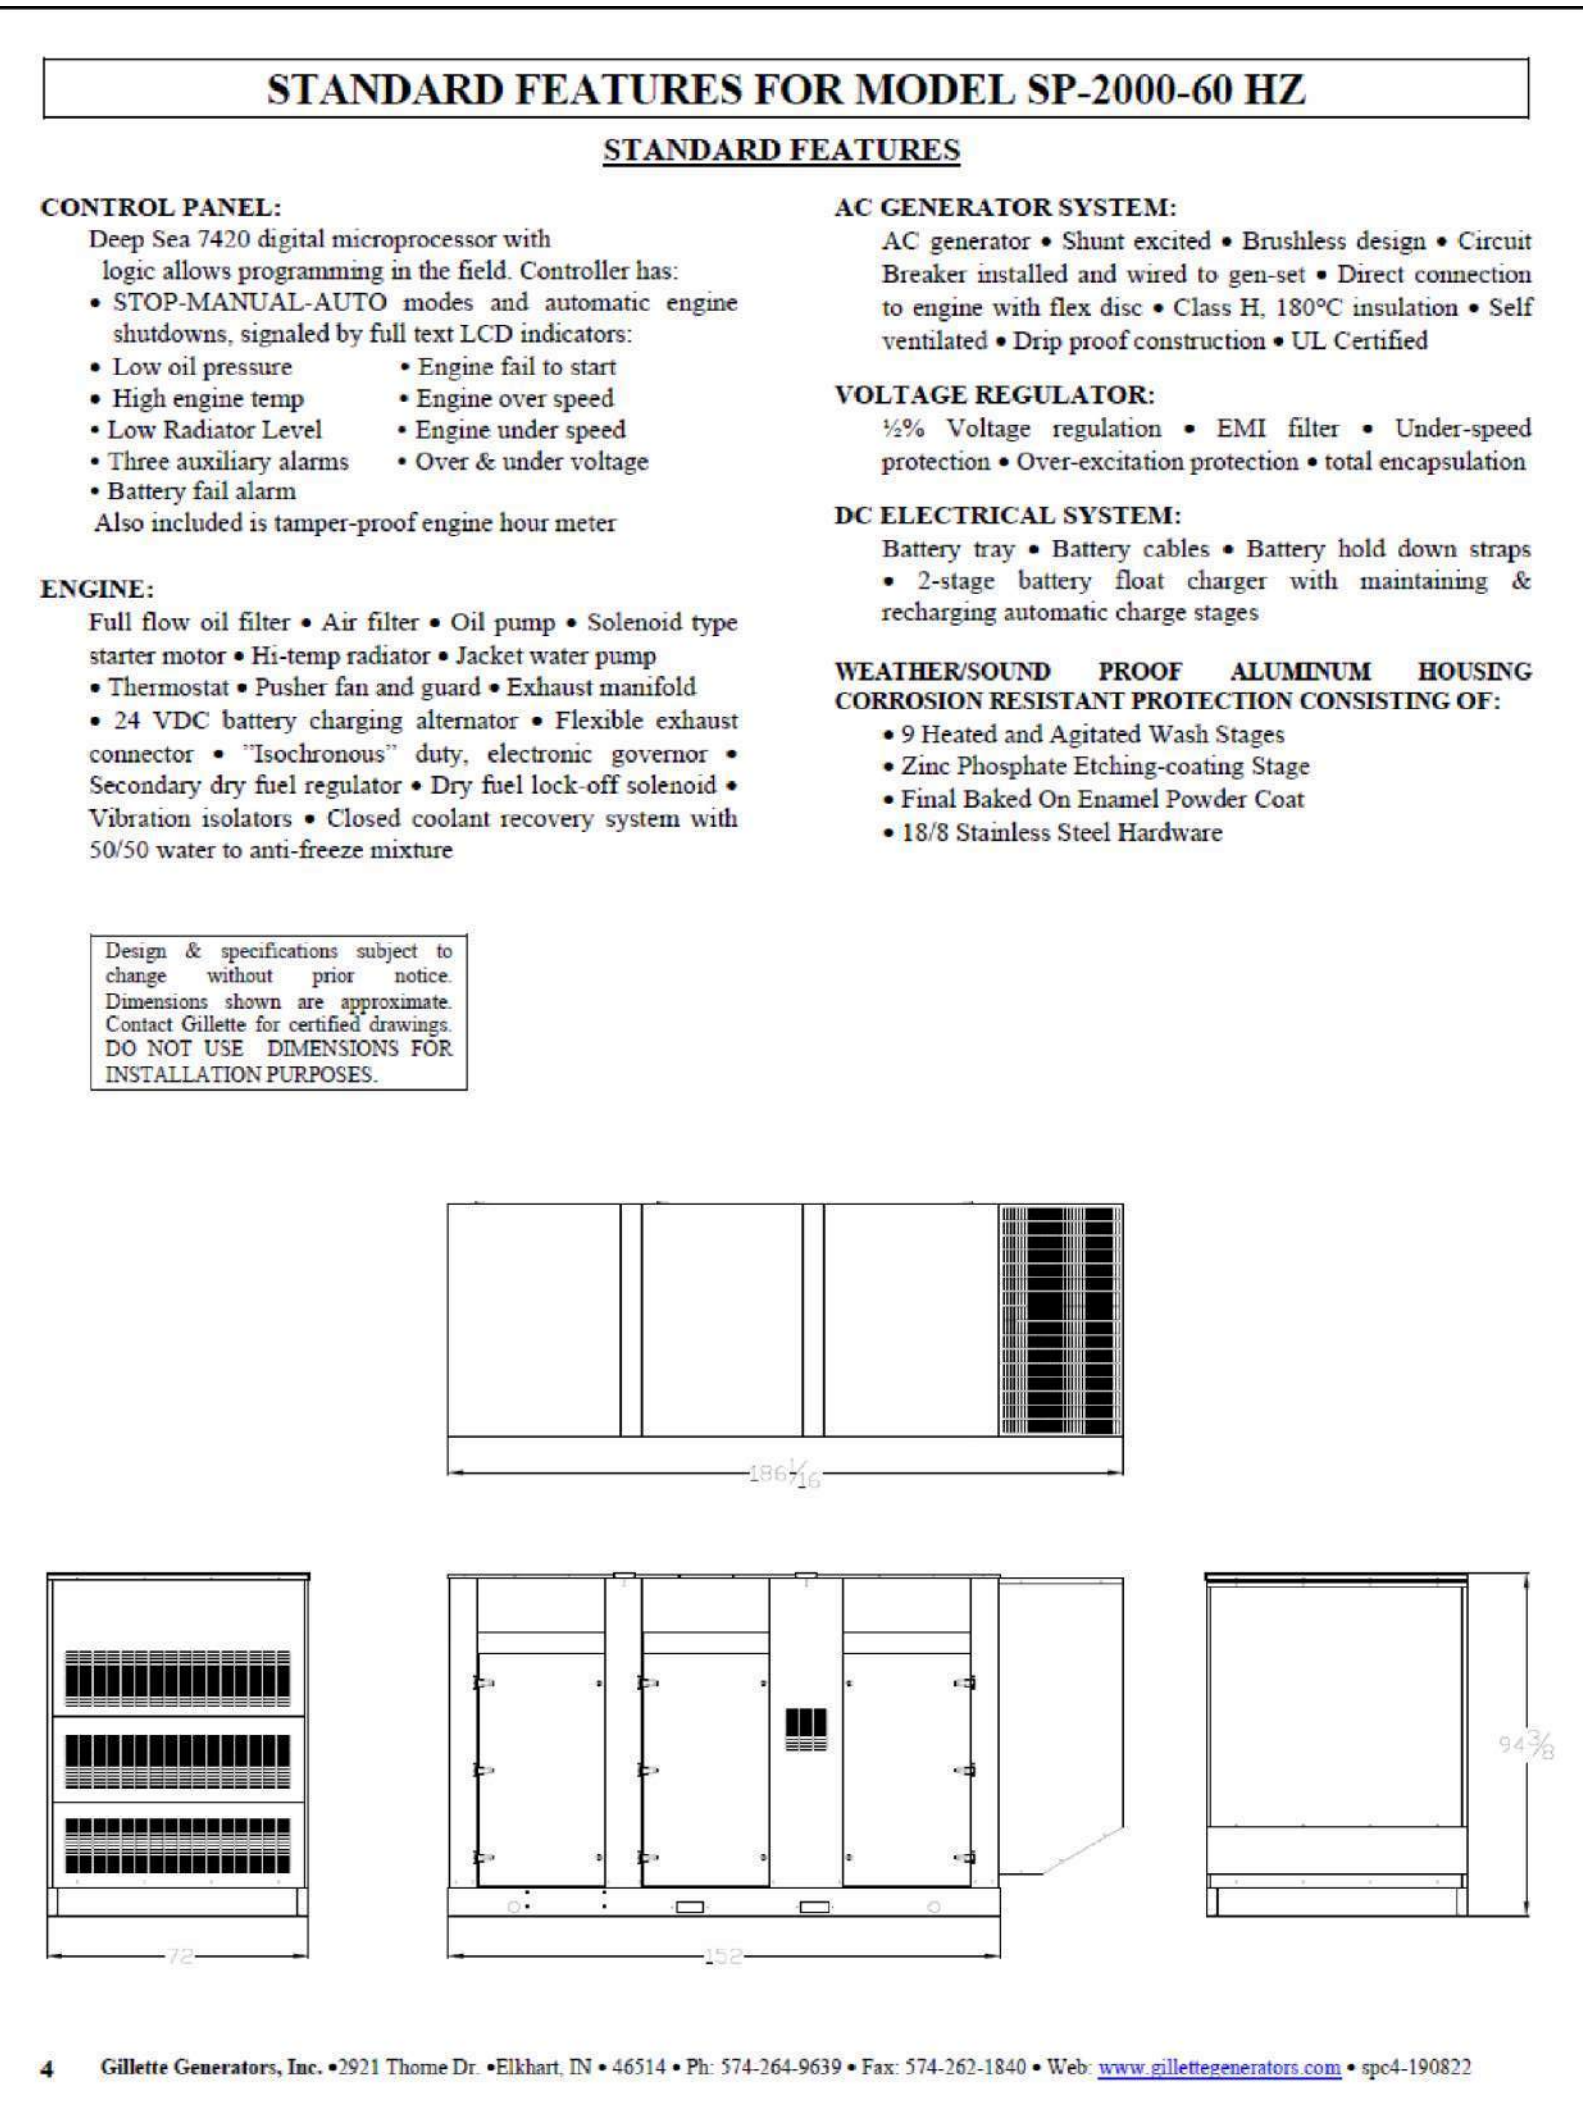 STANDARD FEATURES FOR MODEL SP-2000-60 HZ
STANDARD FEATURES
CONTROL PANEL:
Deep Sea 7420 digital microprocessor with
logic allows programming in the field. Controller has:
• STOP-MANUAL-AUTO modes and automatic engine
shutdowns, signaled by full text LCD indicators:
• Low oil pressure • Engine fail to start
• High engine temp • Engine over speed
• Low Radiator Level • Engine under speed
• Three auxiliary alarms • Over & under voltage
• Battery fail alarm
Also included is tamper-proof engine hour meter
ENGINE:
Full flow oil filter • Air filter • Oil pump • Solenoid type
starter motor • Hi-temp radiator • Jacket water pump
• Thermostat • Pusher fan and guard • Exhaust manifold
• 24 VDC battery charging alternator • Flexible exhaust
connector • ”Isochronous” duty, electronic governor •
Secondary dry fuel regulator • Dry fuel lock-off solenoid •
Vibration isolators • Closed coolant recovery system with
50/50 water to anti-freeze mixture
AC GENERATOR SYSTEM:
AC generator • Shunt excited • Brushless design • Circuit
Breaker installed and wired to gen-set • Direct connection
to engine with flex disc • Class H, 180°C insulation • Self
ventilated • Drip proof construction • UL Certified
VOLTAGE REGULATOR:
½% Voltage regulation • EMI filter • Under-speed
protection • Over-excitation protection • total encapsulation
DC ELECTRICAL SYSTEM:
Battery tray • Battery cables • Battery hold down straps
• 2-stage battery float charger with maintaining &
recharging automatic charge stages
WEATHER/SOUND PROOF ALUMINUM HOUSING
CORROSION RESISTANT PROTECTION CONSISTING OF:
• 9 Heated and Agitated Wash Stages
• Zinc Phosphate Etching-coating Stage
• Final Baked On Enamel Powder Coat
• 18/8 Stainless Steel Hardware
Design & specifications subject to
change without prior notice.
Dimensions shown are approximate.
Contact Gillette for certified drawings.
DO NOT USE DIMENSIONS FOR
INSTALLATION PURPOSES.
186 1/16
94 3/8
72
152
4 Gillette Generators, Inc. •2921 Thorne Dr. •Elkhart, IN • 46514 • Ph: 574-264-9639 • Fax: 574-262-1840 • Web: www.gillettegenerators.com • spc4-190822